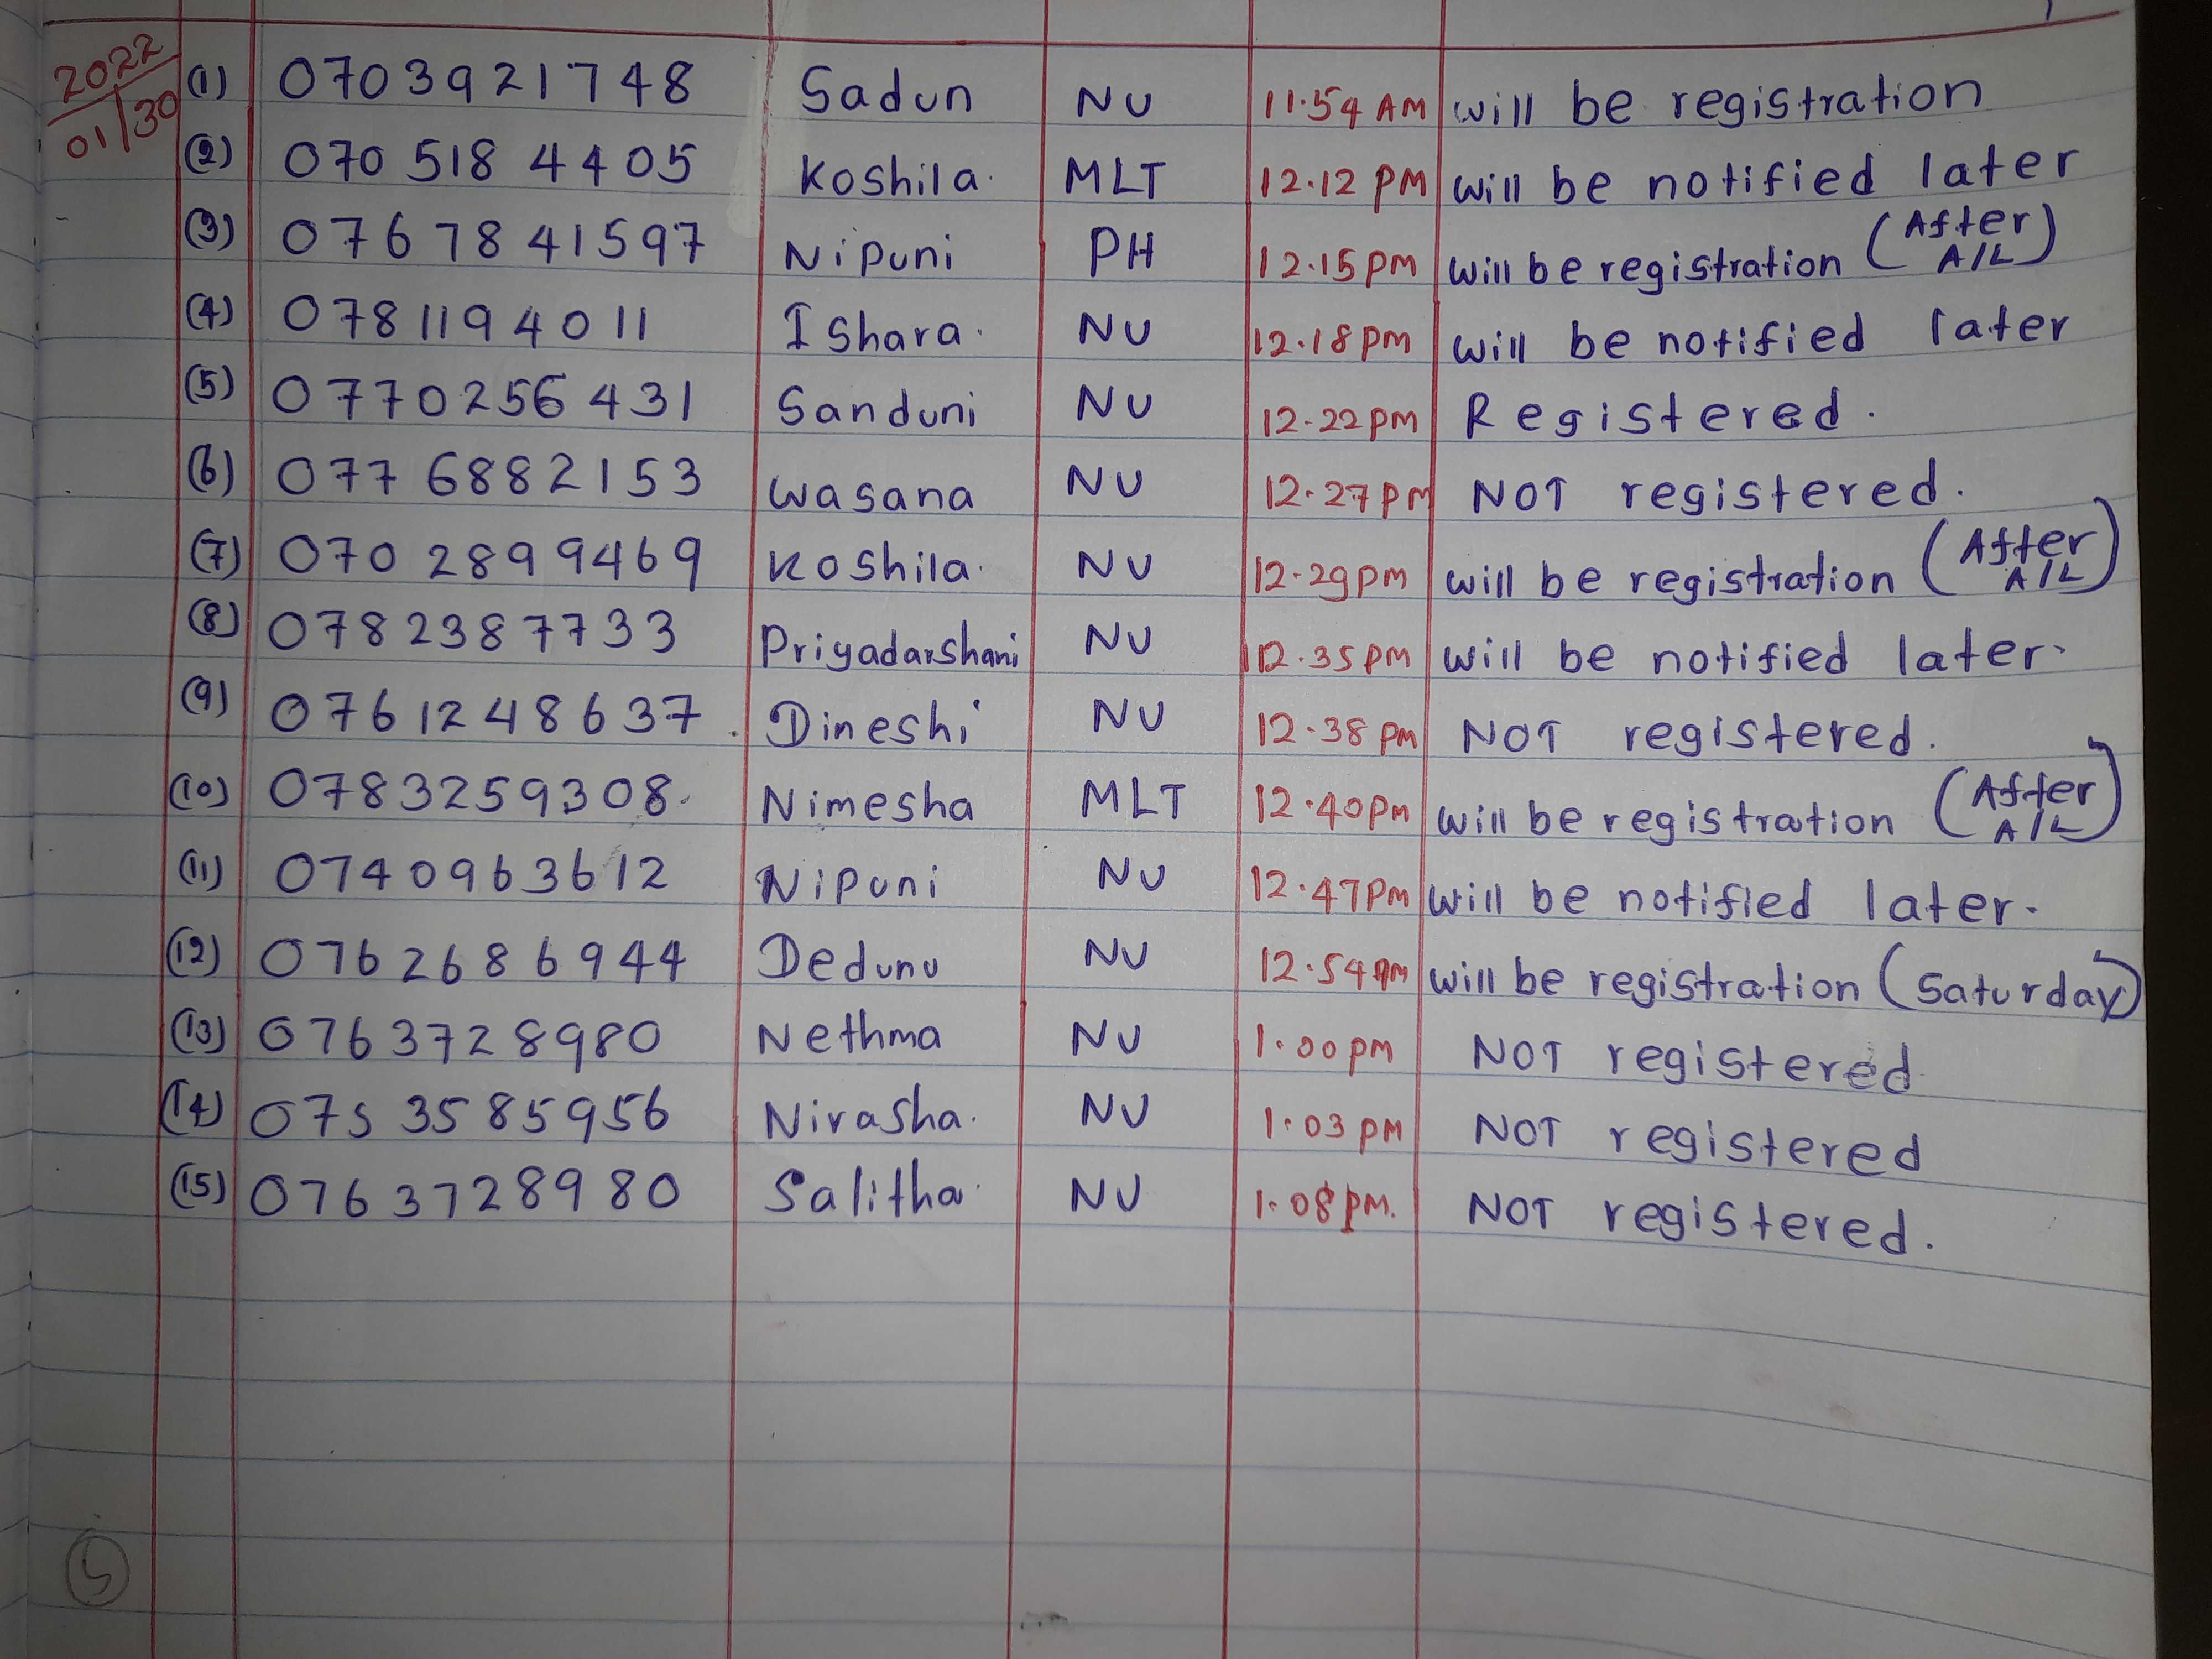 2022
01/30
(1) 0703921748 Sadun NU 11.54 AM will be registration
(2) 070 518 4405 Koshila. MLT 12.12 PM will be notified later
(3) 0767841597 Nipuni PH 12.15 PM will be registration (After A/L)
(4) 0781194011 Ishara. NU 12.18 PM will be notified later
(5) 0770256431 Sanduni NU 12.22 PM Registered.
(6) 077 6882153 Wasana NU 12.27 PM NOT registered.
(7) 070 2899469 Koshila. NU 12.29 PM will be registration (After A/L)
(8) 0782387733 Priyadarshani NU 12.35 PM will be notified later.
(9) 0761248637 Dineshi NU 12.38 PM NOT registered.
(10) 0783259308 Nimesha MLT 12.40 PM will be registration (After A/L)
(11) 0740963612 Nipuni NU 12.47 PM will be notified later.
(12) 0762686944 Dedunu NU 12.54 PM will be registration (Saturday)
(13) 0763728980 Nethma NU 1.00 PM NOT registered
(14) 075 3585956 Nirasha. NU 1.03 PM NOT registered
(15) 0763728980 Salitha. NU 1.08 PM. NOT registered.
5